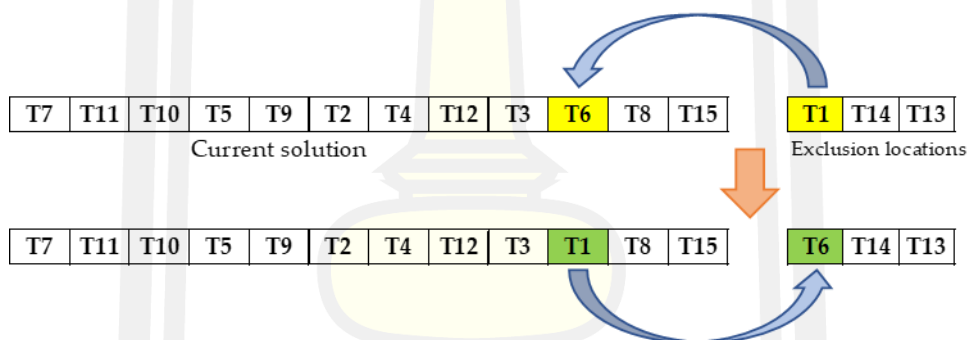 T7 T11 T10 T5 T9 T2 T4 T12 T3 T6 T8 T15 T1 T14 T13
Current solution Exclusion locations
T7 T11 T10 T5 T9 T2 T4 T12 T3 T1 T8 T15 T6 T14 T13